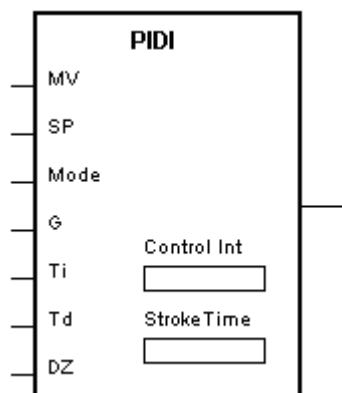 PIDI
MV
SP
Mode
G
Control Int
Ti
Td
StrokeTime
DZ